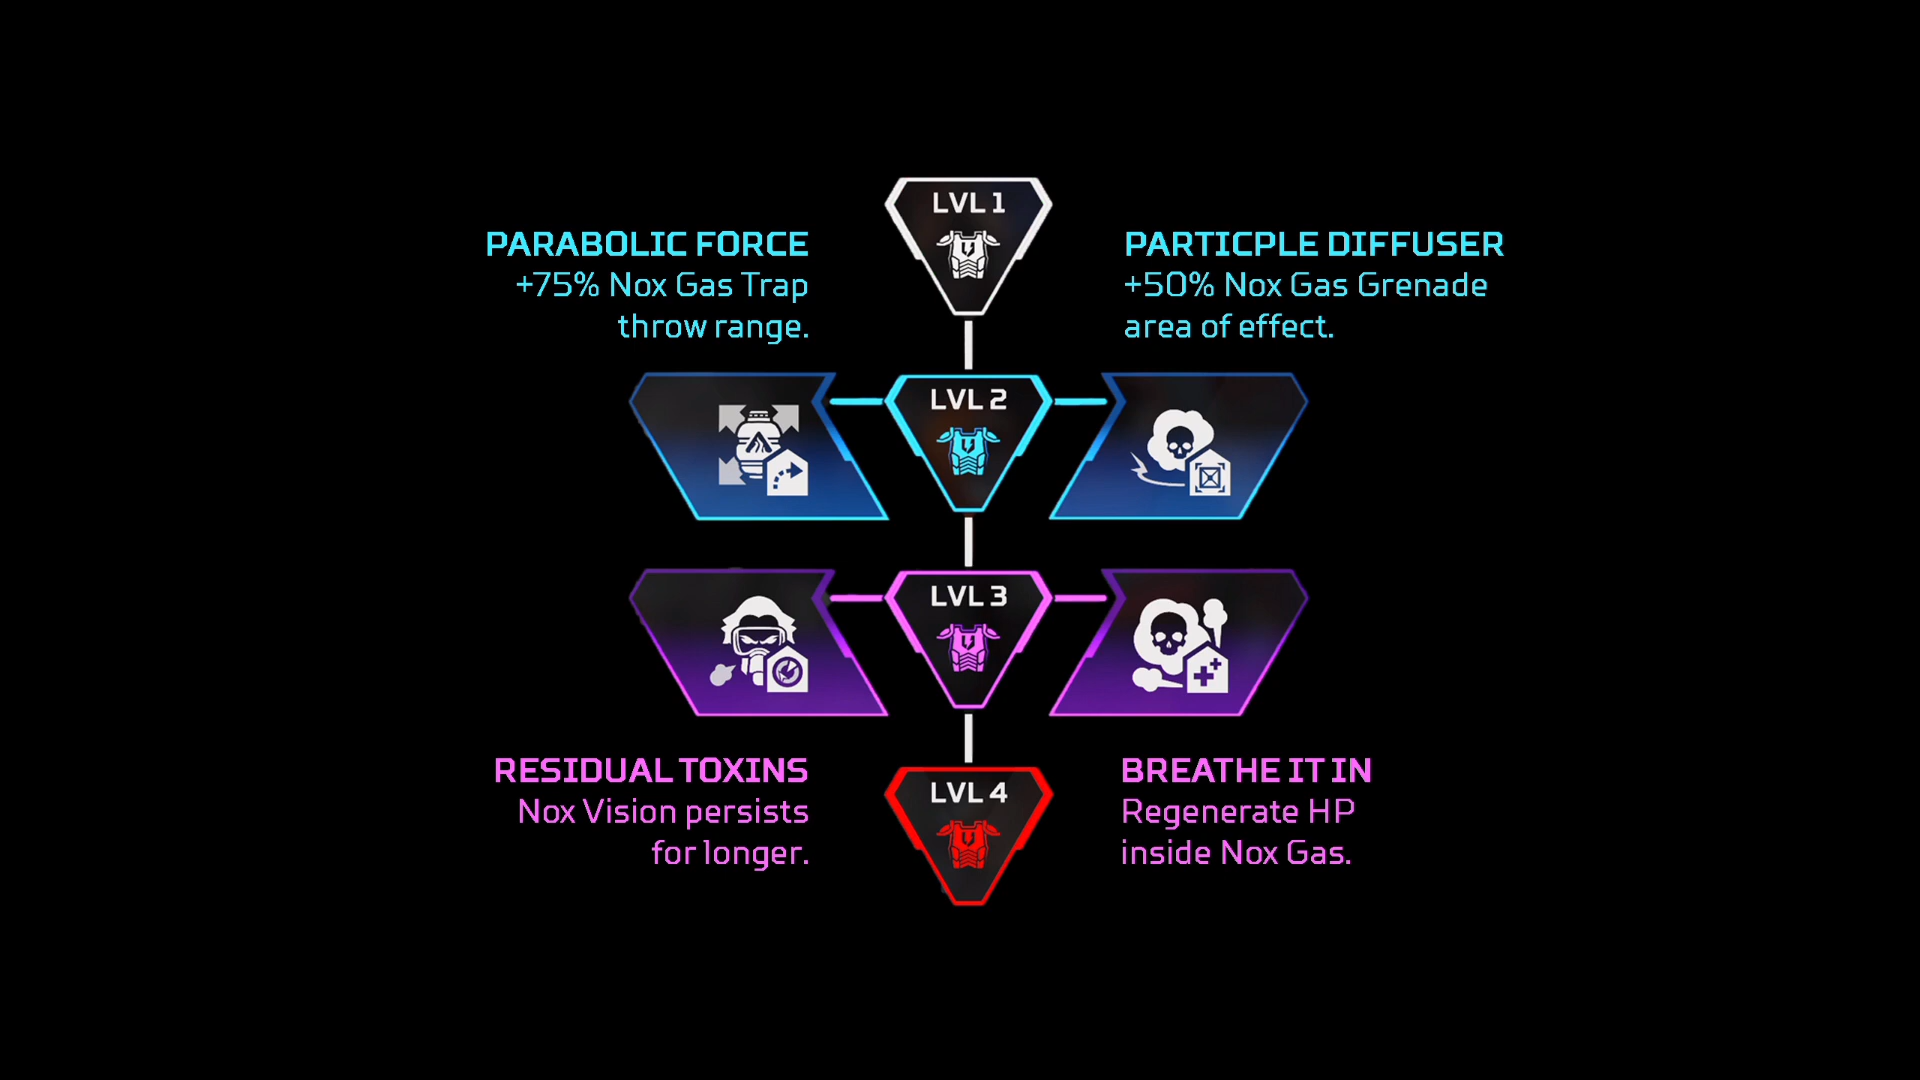 LVL 1
PARABOLIC FORCE
+75% Nox Gas Trap
throw range.
PARTICPLE DIFFUSER
+50% Nox Gas Grenade
area of effect.
LVL 2
LVL 3
RESIDUAL TOXINS
Nox Vision persists
for longer.
LVL 4
BREATHE IT IN
Regenerate HP
inside Nox Gas.